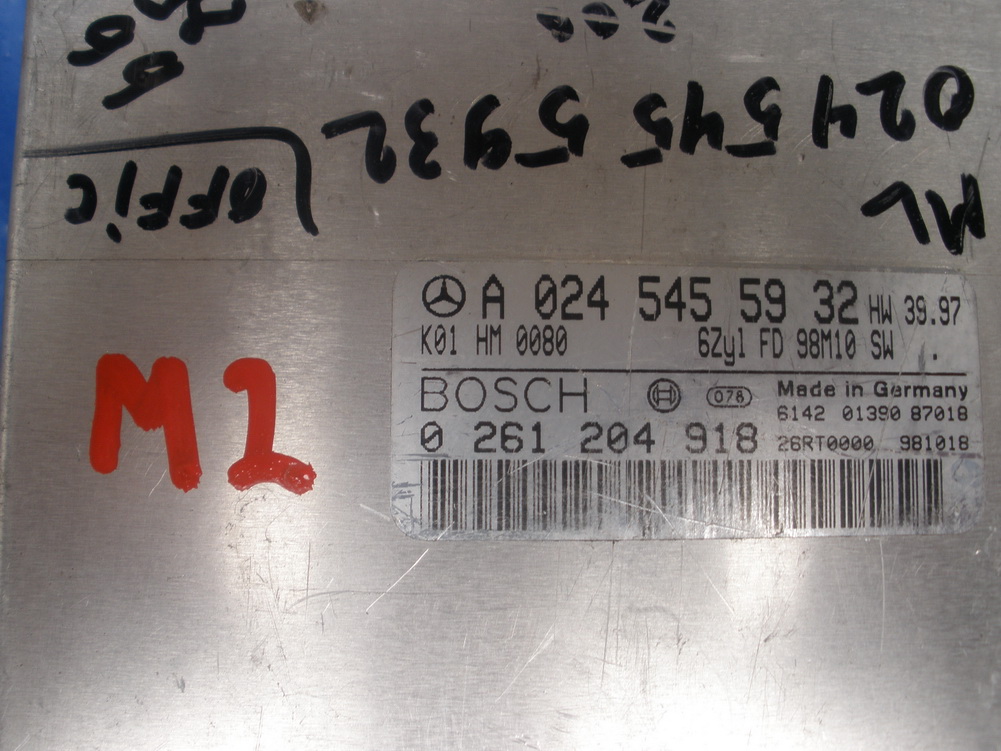 ML
024 545 5932
OFFIC
A 024 545 59 32 HW 39.97
K01 HM 0080 6Zyl FD 98M10 SW .
BOSCH 078 Made in Germany
6142 01390 87018
0 261 204 918 26RT0000 981018
M1